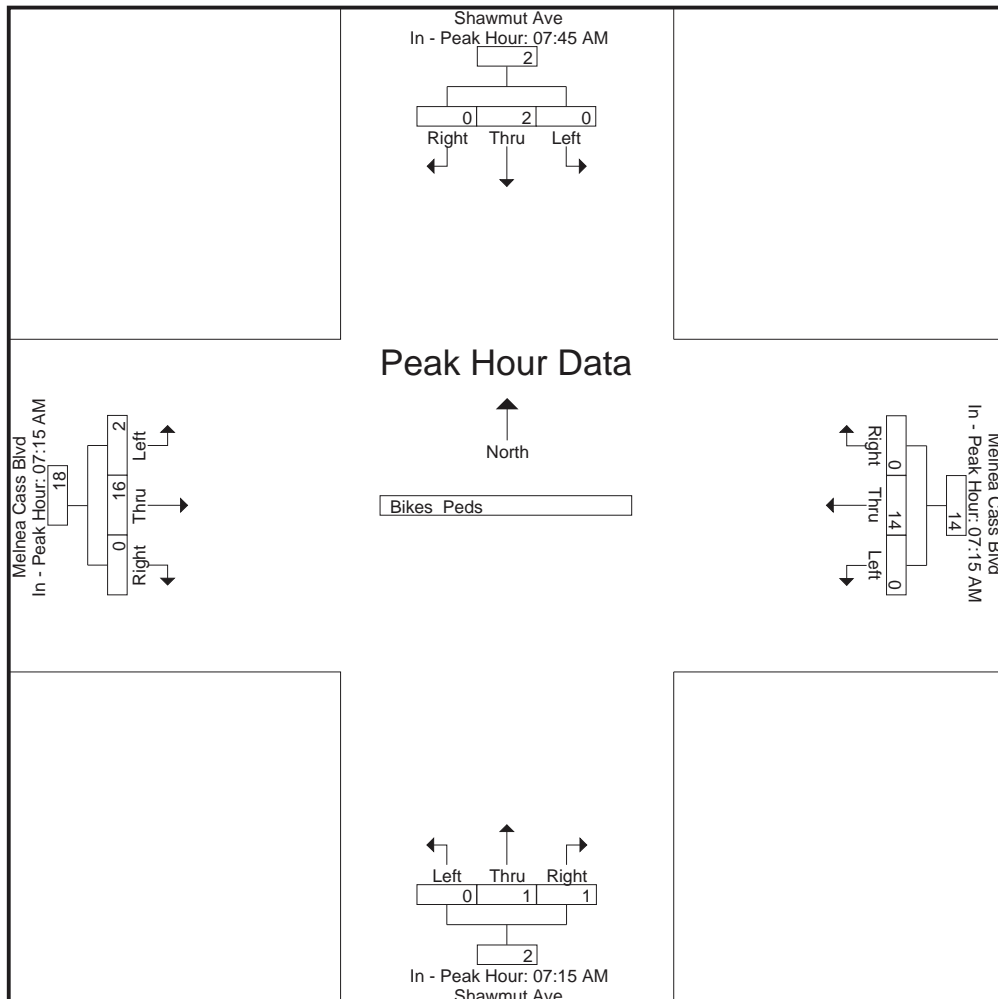 Shawmut Ave
In - Peak Hour: 07:45 AM
2
0 2 0
Right Thru Left
Peak Hour Data
North
Bikes Peds
Melnea Cass Blvd
In - Peak Hour: 07:15 AM
18
2 16 0
Left Thru Right
Melnea Cass Blvd
In - Peak Hour: 07:15 AM
14
0 14 0
Right Thru Left
Left Thru Right
0 1 1
2
In - Peak Hour: 07:15 AM
Shawmut Ave